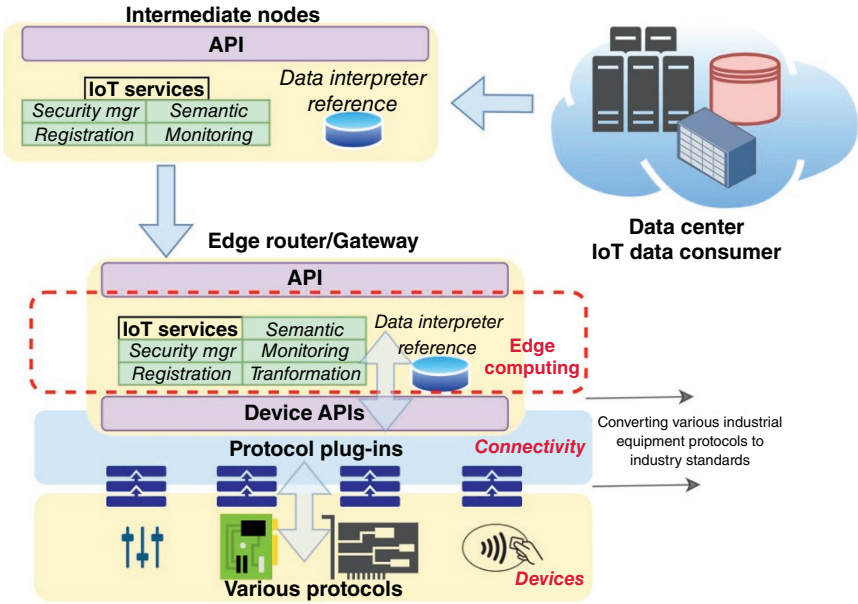 Intermediate nodes
API
IoT services
Security mgr
Semantic
Registration
Monitoring
Data interpreter
reference
Data center
IoT data consumer
Edge router/Gateway
API
IoT services
Semantic
Security mgr
Monitoring
Registration
Tranformation
Data interpreter
reference
Edge
computing
Device APIs
Protocol plug-ins
Connectivity
Converting various industrial
equipment protocols to
industry standards
Various protocols
Devices